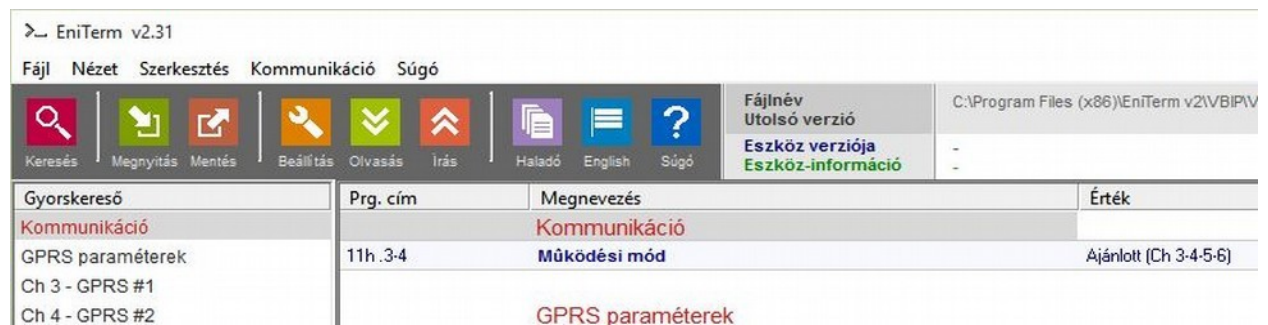 EniTerm v2.31
Fájl Nézet Szerkesztés Kommunikáció Súgó
Keresés Megnyitás Mentés Beállítás Olvasás Írás Haladó English Súgó
Fájlnév C:\Program Files (x86)\EniTerm v2\VBIP\V
Utolsó verzió
Eszköz verziója -
Eszköz-információ -
Gyorskereső Prg. cím Megnevezés Érték
Kommunikáció Kommunikáció
GPRS paraméterek 11h .3-4 Mûködési mód Ajánlott (Ch 3-4-5-6)
Ch 3 - GPRS #1
Ch 4 - GPRS #2 GPRS paraméterek